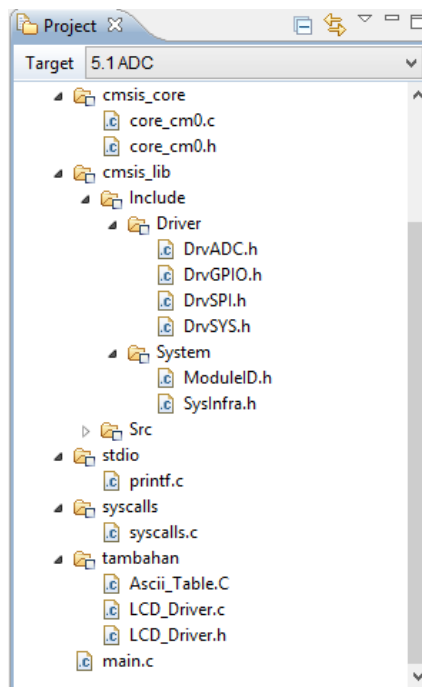 Project
Target 5.1 ADC
cmsis_core
core_cm0.c
core_cm0.h
cmsis_lib
Include
Driver
DrvADC.h
DrvGPIO.h
DrvSPI.h
DrvSYS.h
System
ModuleID.h
SysInfra.h
Src
stdio
printf.c
syscalls
syscalls.c
tambahan
Ascii_Table.C
LCD_Driver.c
LCD_Driver.h
main.c